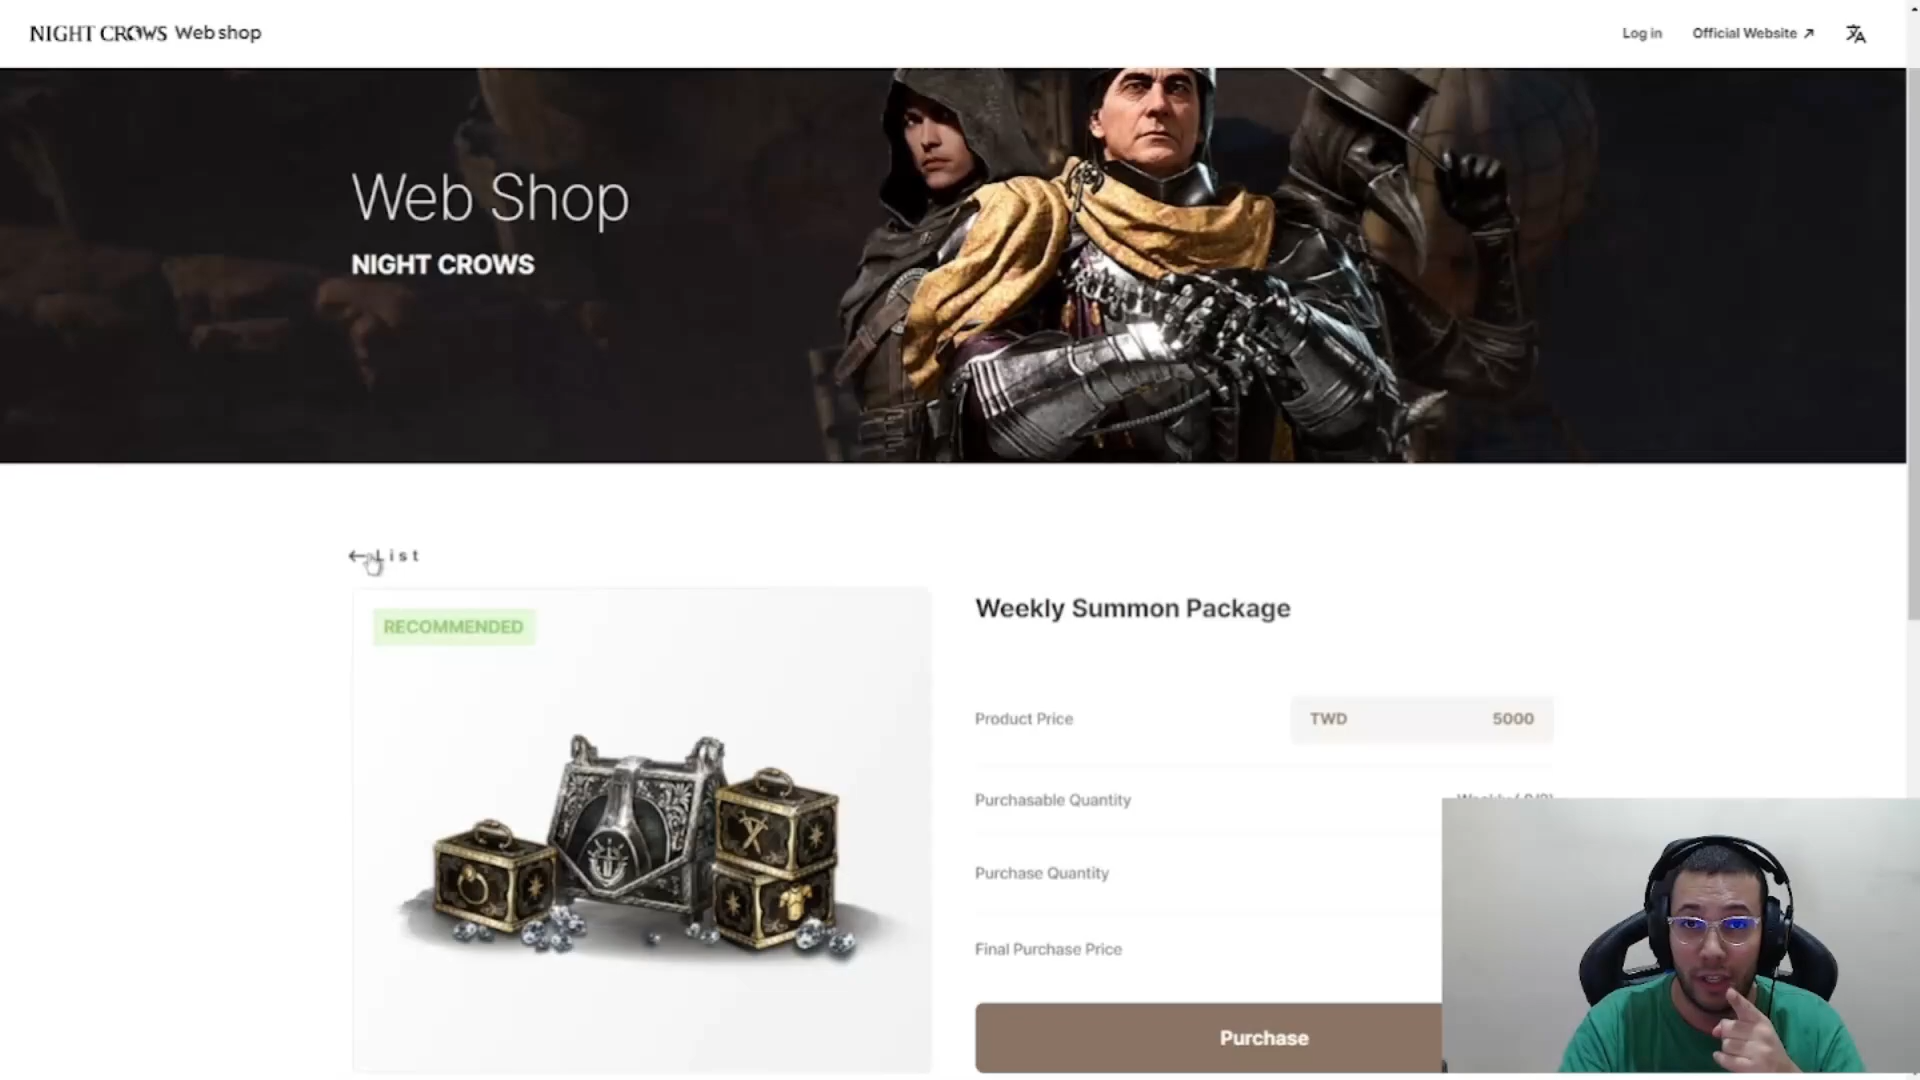 NIGHT CROWS Web shop
Log in
Official Website
Web Shop
NIGHT CROWS
List
RECOMMENDED
Weekly Summon Package
Product Price
TWD 5000
Purchasable Quantity
Purchase Quantity
Final Purchase Price
Purchase